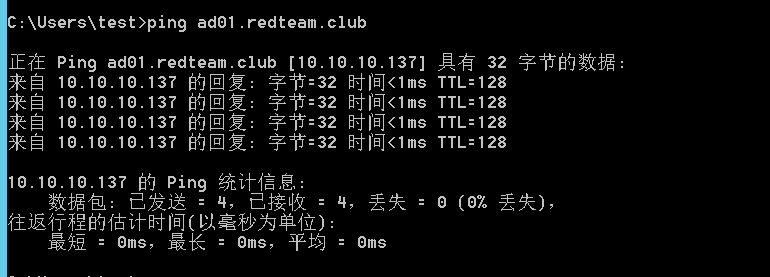 C:\Users\test>ping ad01.redteam.club
正在 Ping ad01.redteam.club [10.10.10.137] 具有 32 字节的数据:
来自 10.10.10.137 的回复: 字节=32 时间<1ms TTL=128
来自 10.10.10.137 的回复: 字节=32 时间<1ms TTL=128
来自 10.10.10.137 的回复: 字节=32 时间<1ms TTL=128
来自 10.10.10.137 的回复: 字节=32 时间<1ms TTL=128
10.10.10.137 的 Ping 统计信息:
数据包: 已发送 = 4，已接收 = 4，丢失 = 0 (0% 丢失)，
往返行程的估计时间(以毫秒为单位):
最短 = 0ms，最长 = 0ms，平均 = 0ms